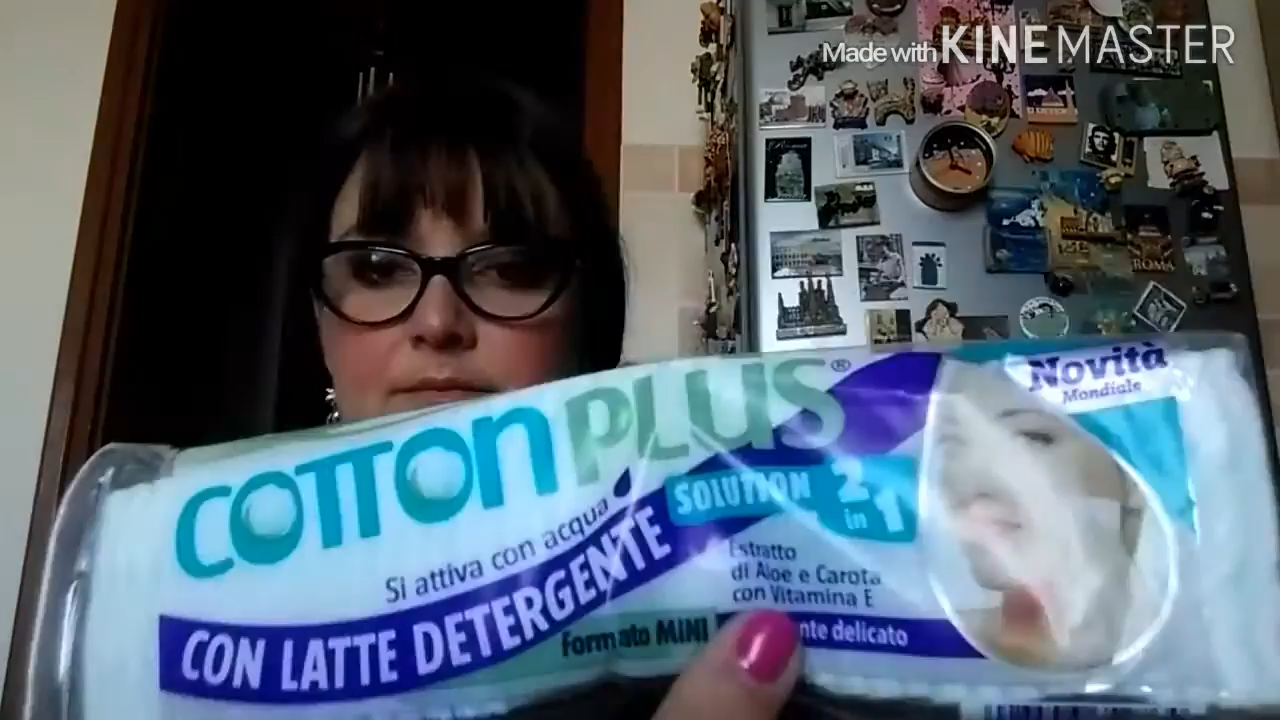 Made with KINEMASTER
ROMA
Novità
Mondiale
COTTON PLUS®
SOLUTION 2 in 1
Si attiva con acqua
CON LATTE DETERGENTE
Estratto
di Aloe e Carota
con Vitamina E
Formato MINI
delicato